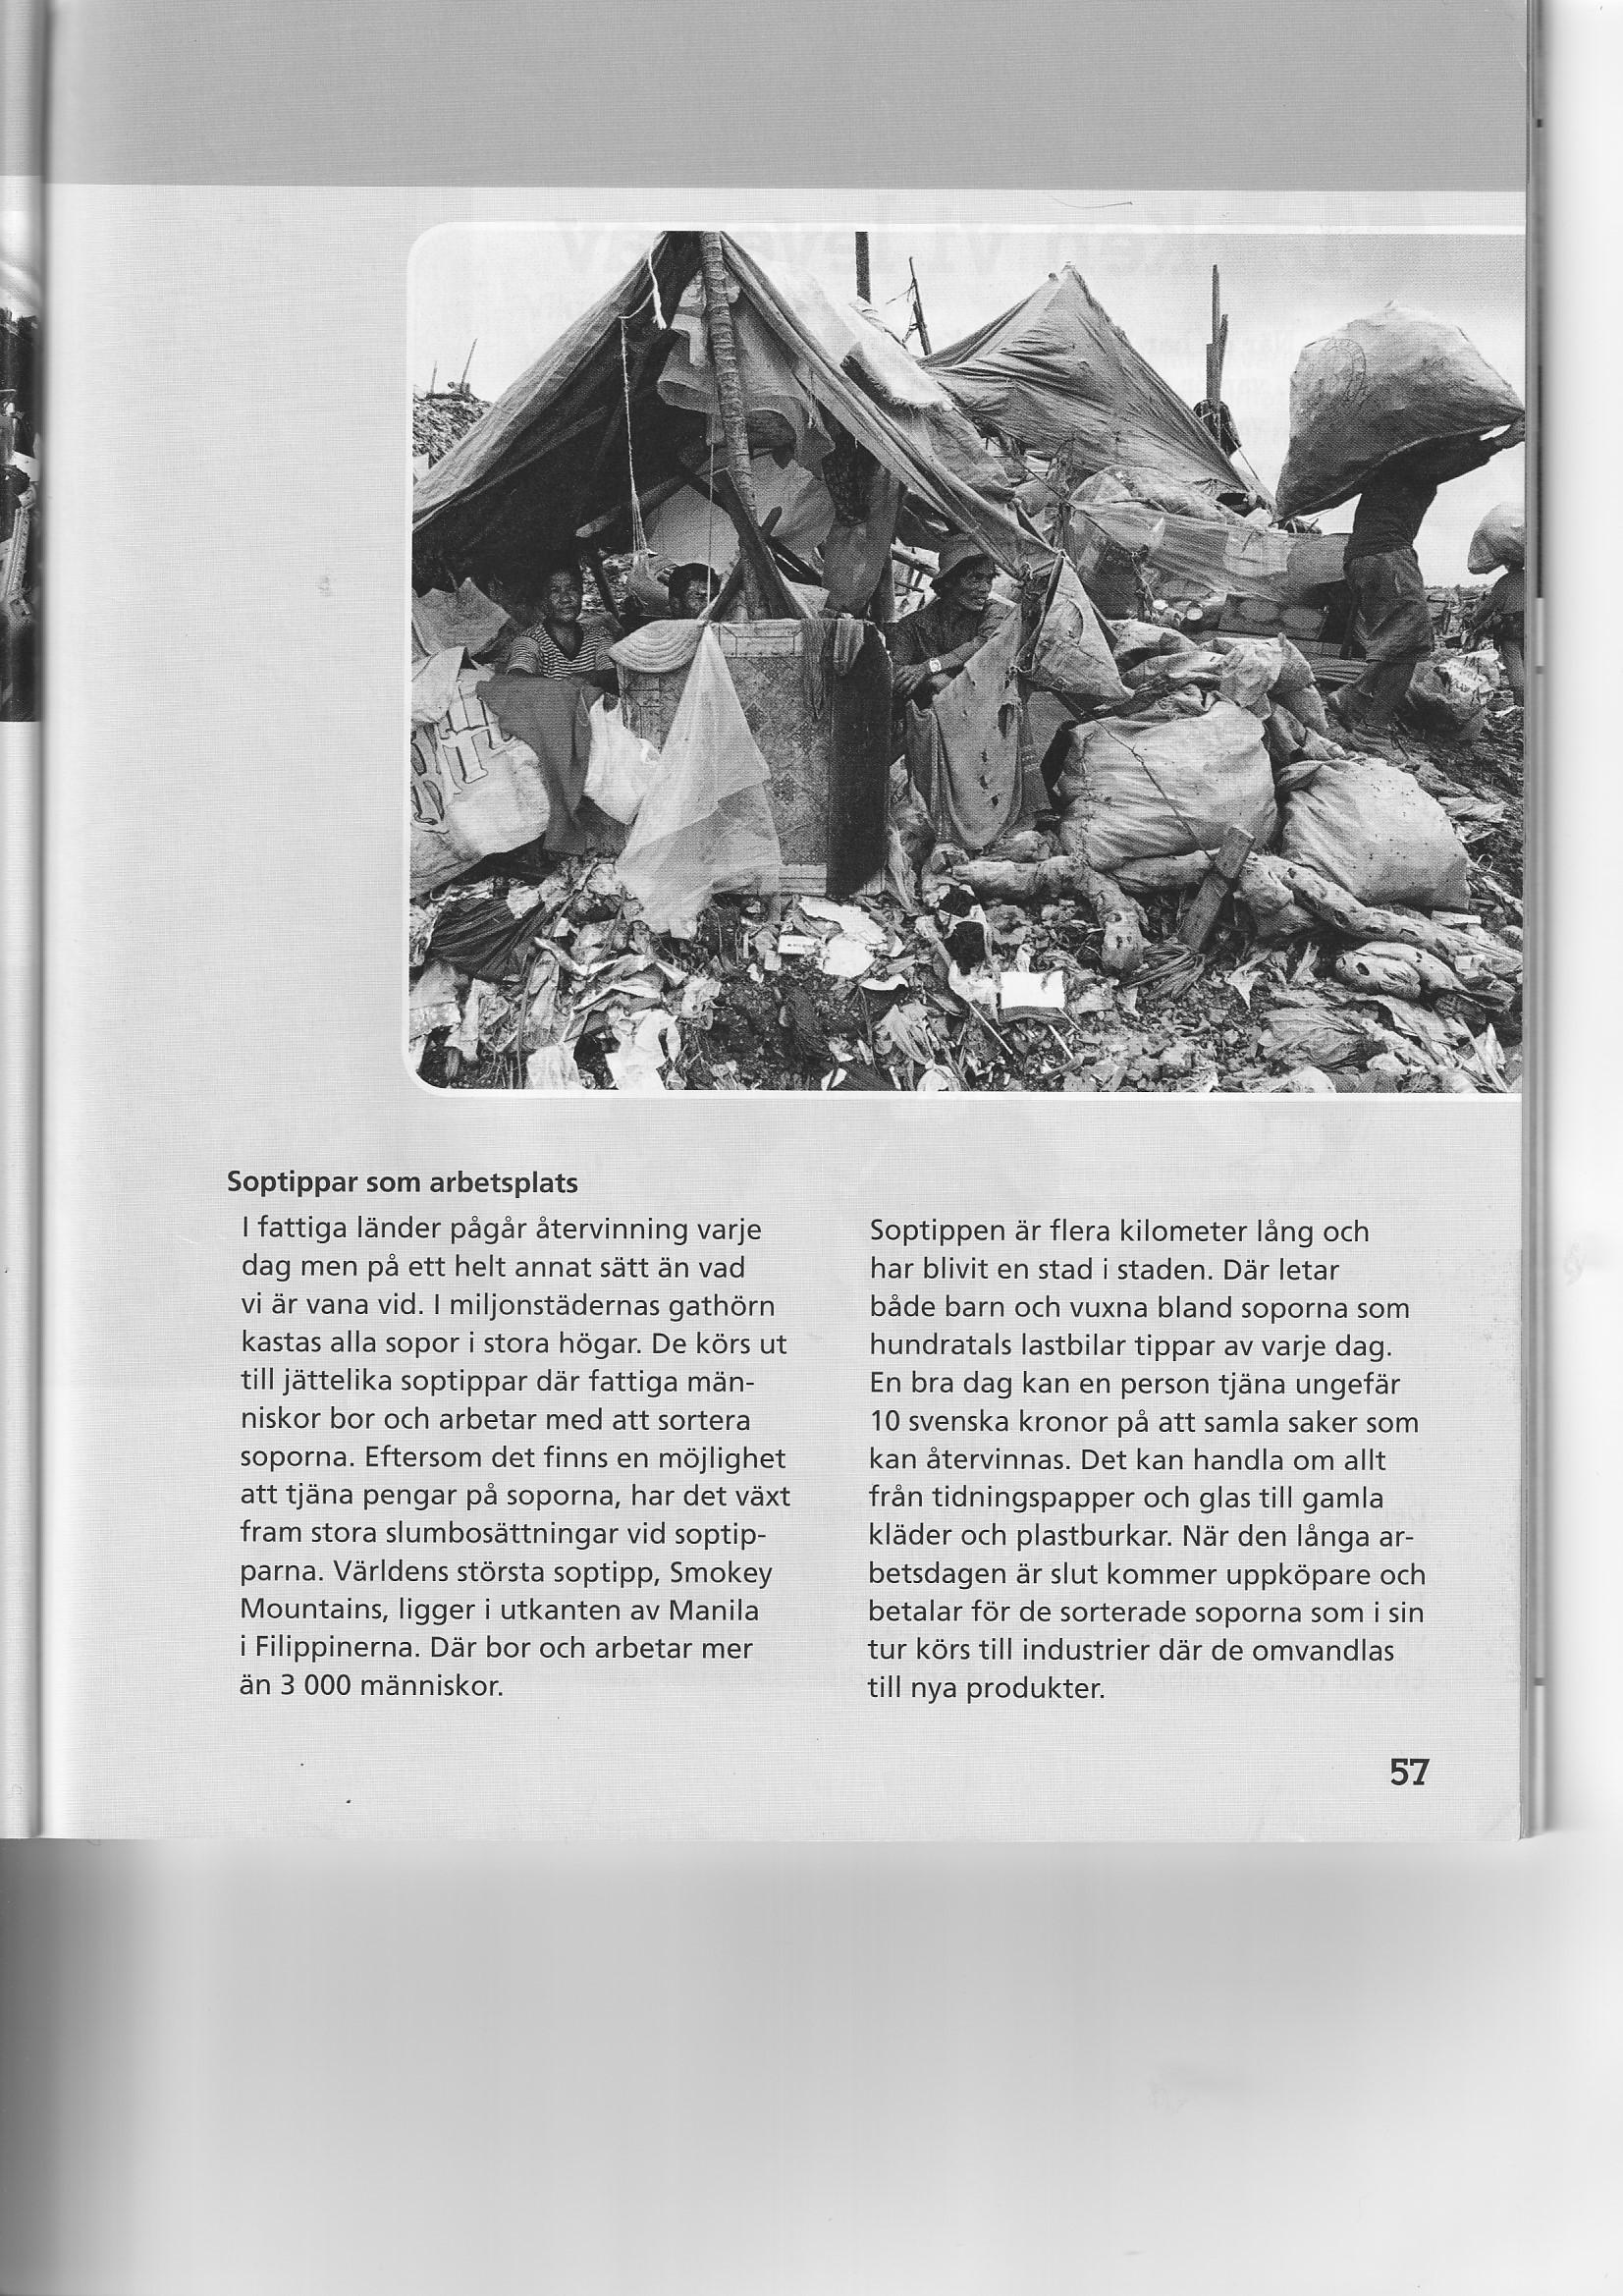 Soptippar som arbetsplats
I fattiga länder pågår återvinning varje
dag men på ett helt annat sätt än vad
vi är vana vid. I miljonstädernas gathörn
kastas alla sopor i stora högar. De körs ut
till jättelika soptippar där fattiga män-
niskor bor och arbetar med att sortera
soporna. Eftersom det finns en möjlighet
att tjäna pengar på soporna, har det växt
fram stora slumbosättningar vid soptip-
parna. Världens största soptipp, Smokey
Mountains, ligger i utkanten av Manila
i Filippinerna. Där bor och arbetar mer
än 3 000 människor.
Soptippen är flera kilometer lång och
har blivit en stad i staden. Där letar
både barn och vuxna bland soporna som
hundratals lastbilar tippar av varje dag.
En bra dag kan en person tjäna ungefär
10 svenska kronor på att samla saker som
kan återvinnas. Det kan handla om allt
från tidningspapper och glas till gamla
kläder och plastburkar. När den långa ar-
betsdagen är slut kommer uppköpare och
betalar för de sorterade soporna som i sin
tur körs till industrier där de omvandlas
till nya produkter.
57